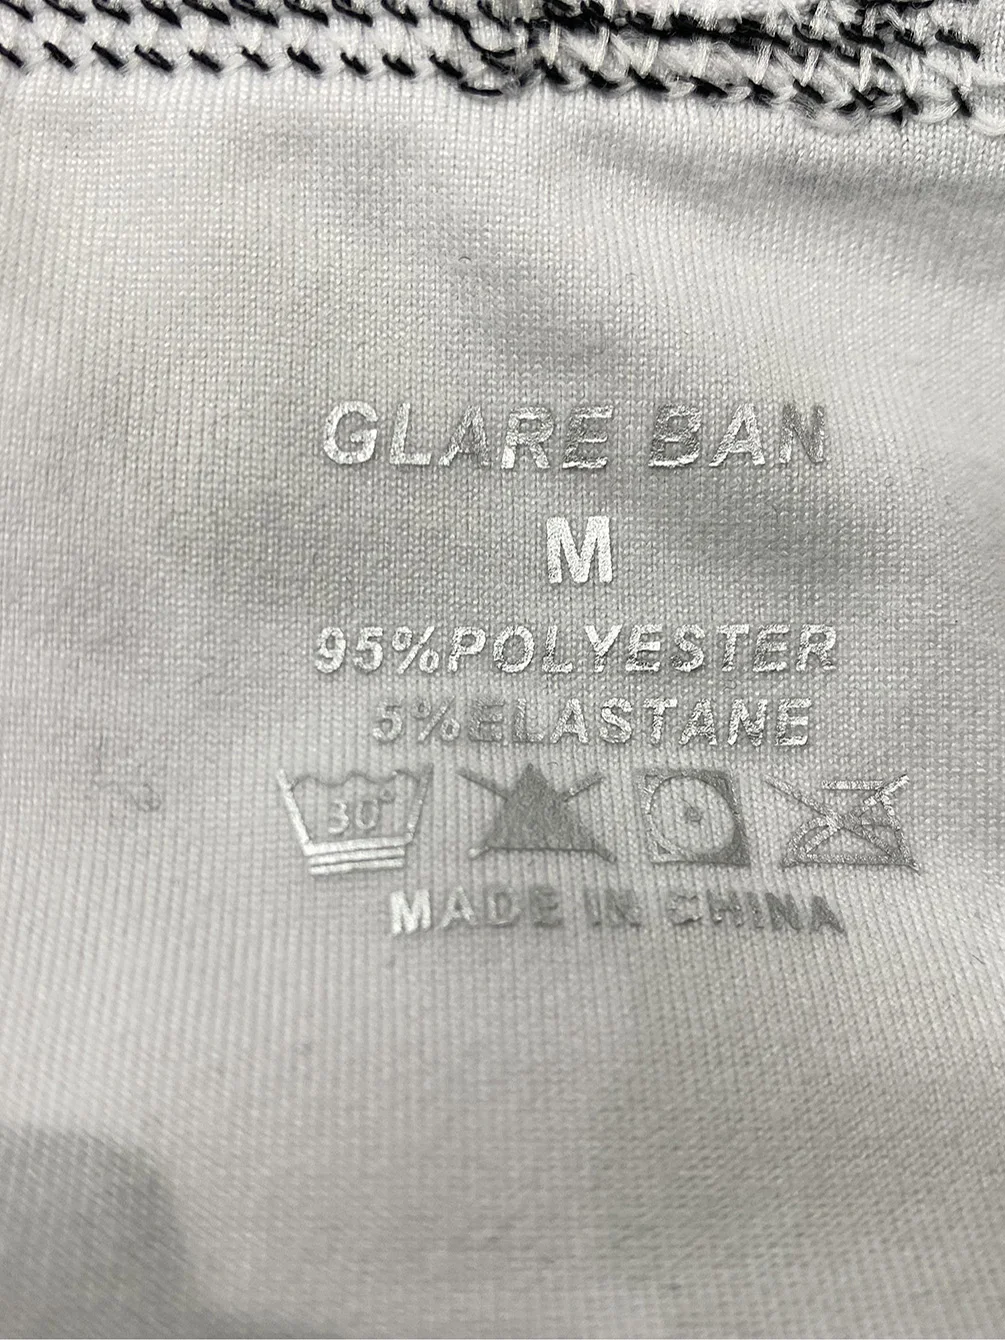 GLARE BAN
M
95%POLYESTER
5%ELASTANE
30°
MADE IN CHINA